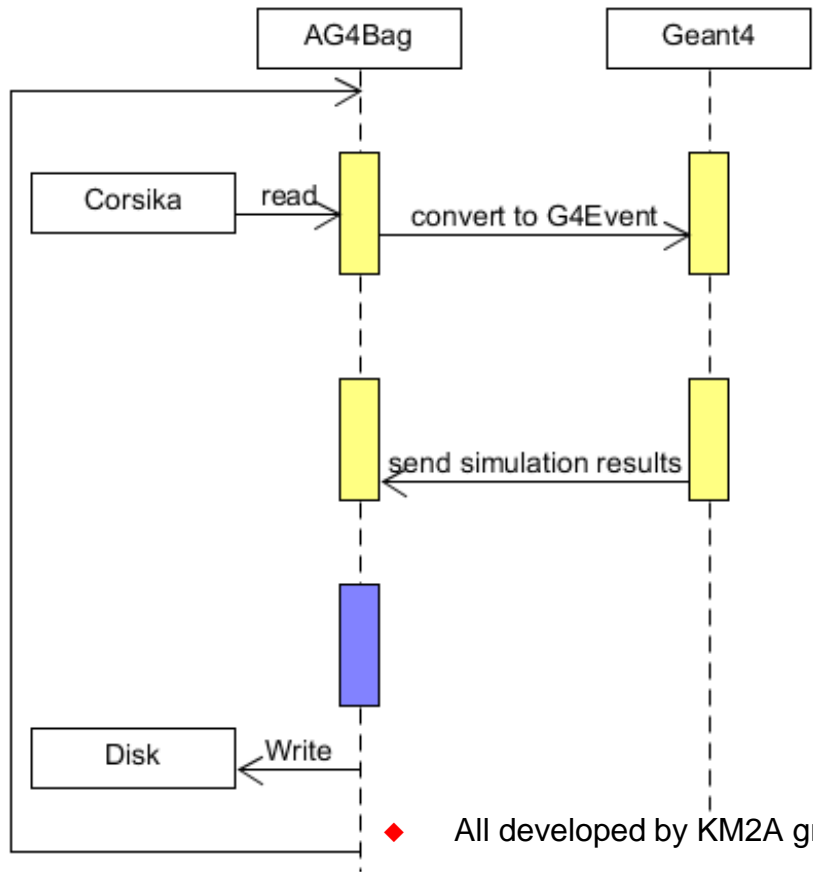 AG4Bag
Geant4
Corsika
read
convert to G4Event
send simulation results
Disk
Write
All developed by KM2A